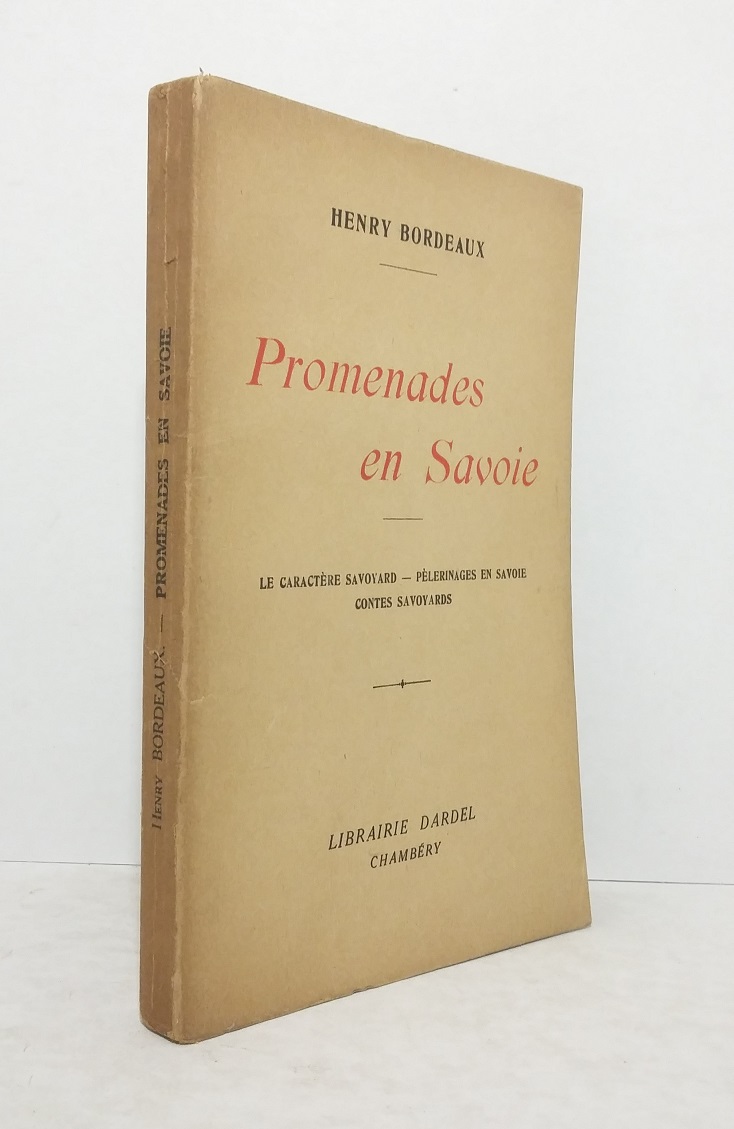 HENRY BORDEAUX
Promenades
en Savoie
LE CARACTÈRE SAVOYARD — PÈLERINAGES EN SAVOIE
CONTES SAVOYARDS
LIBRAIRIE DARDEL
CHAMBÉRY
HENRY BORDEAUX. — PROMENADES EN SAVOIE